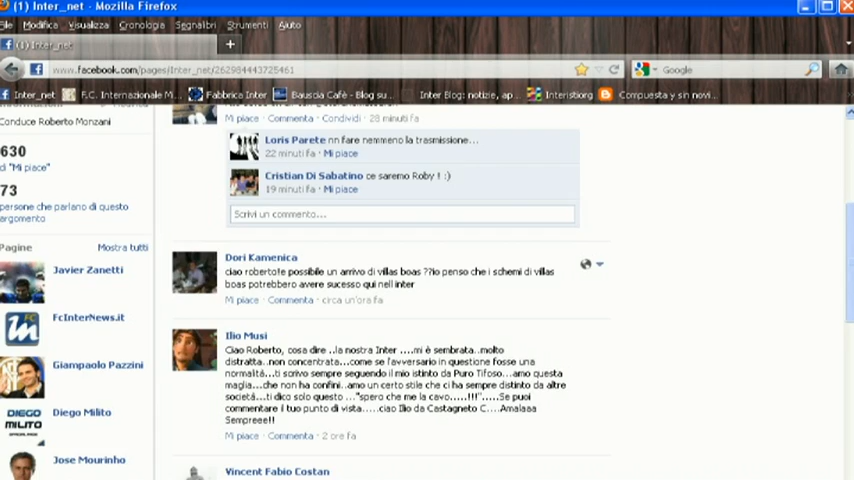 (1) Inter_net - Mozilla Firefox
File Modifica Visualizza Cronologia Segnalibri Strumenti Aiuto
(1) Inter_net
www.facebook.com/pages/Inter_net/262984443725461
Google
Inter_net F.C. Internazionale M... Fabbrica Inter Bauscia Cafè - Blog su... Inter Blog: notizie, ap... Interistiorg Compuesta y sin novi...
Conduce Roberto Monzani
630
di "Mi piace"
73
persone che parlano di questo
argomento
Pagine Mostra tutti
Javier Zanetti
FcInterNews.it
Giampaolo Pazzini
DIEGO
MILITO
Diego Milito
Jose Mourinho
Mi piace · Commenta · Condividi · 28 minuti fa
Loris Parete nn fare nemmeno la trasmissione...
22 minuti fa · Mi piace
Cristian Di Sabatino ce saremo Roby ! :)
19 minuti fa · Mi piace
Scrivi un commento...
Dori Kamenica
ciao roberto!e possibile un arrivo di villas boas ??io penso che i schemi di villas
boas potrebbero avere sucesso qui nell inter
Mi piace · Commenta · circa un'ora fa
Ilio Musi
Ciao Roberto, cosa dire ..la nostra Inter ....mi è sembrata..molto
distratta..non concentrata...come se l'avversario in questione fosse una
normalità...ti scrivo sempre seguendo il mio istinto da Puro Tifoso...amo questa
maglia...che non ha confini..amo un certo stile che ci ha sempre distinto da altre
societá...ti dico solo questo ..."spero che me la cavo.....!!!".....Se puoi
commentare il tuo punto di vista.....ciao Ilio da Castagneto C....Amalaaa
Sempreee!!
Mi piace · Commenta · 2 ore fa
Vincent Fabio Costan